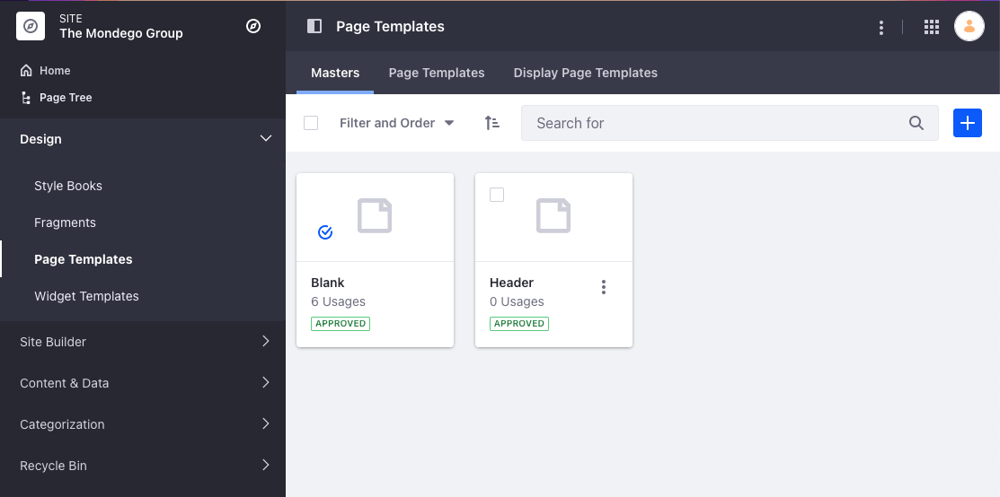 SITE
The Mondego Group
Home
Page Tree
Design
Style Books
Fragments
Page Templates
Widget Templates
Site Builder
Content & Data
Categorization
Recycle Bin
Page Templates
Masters Page Templates Display Page Templates
Filter and Order Search for
Blank
6 Usages
APPROVED
Header
0 Usages
APPROVED